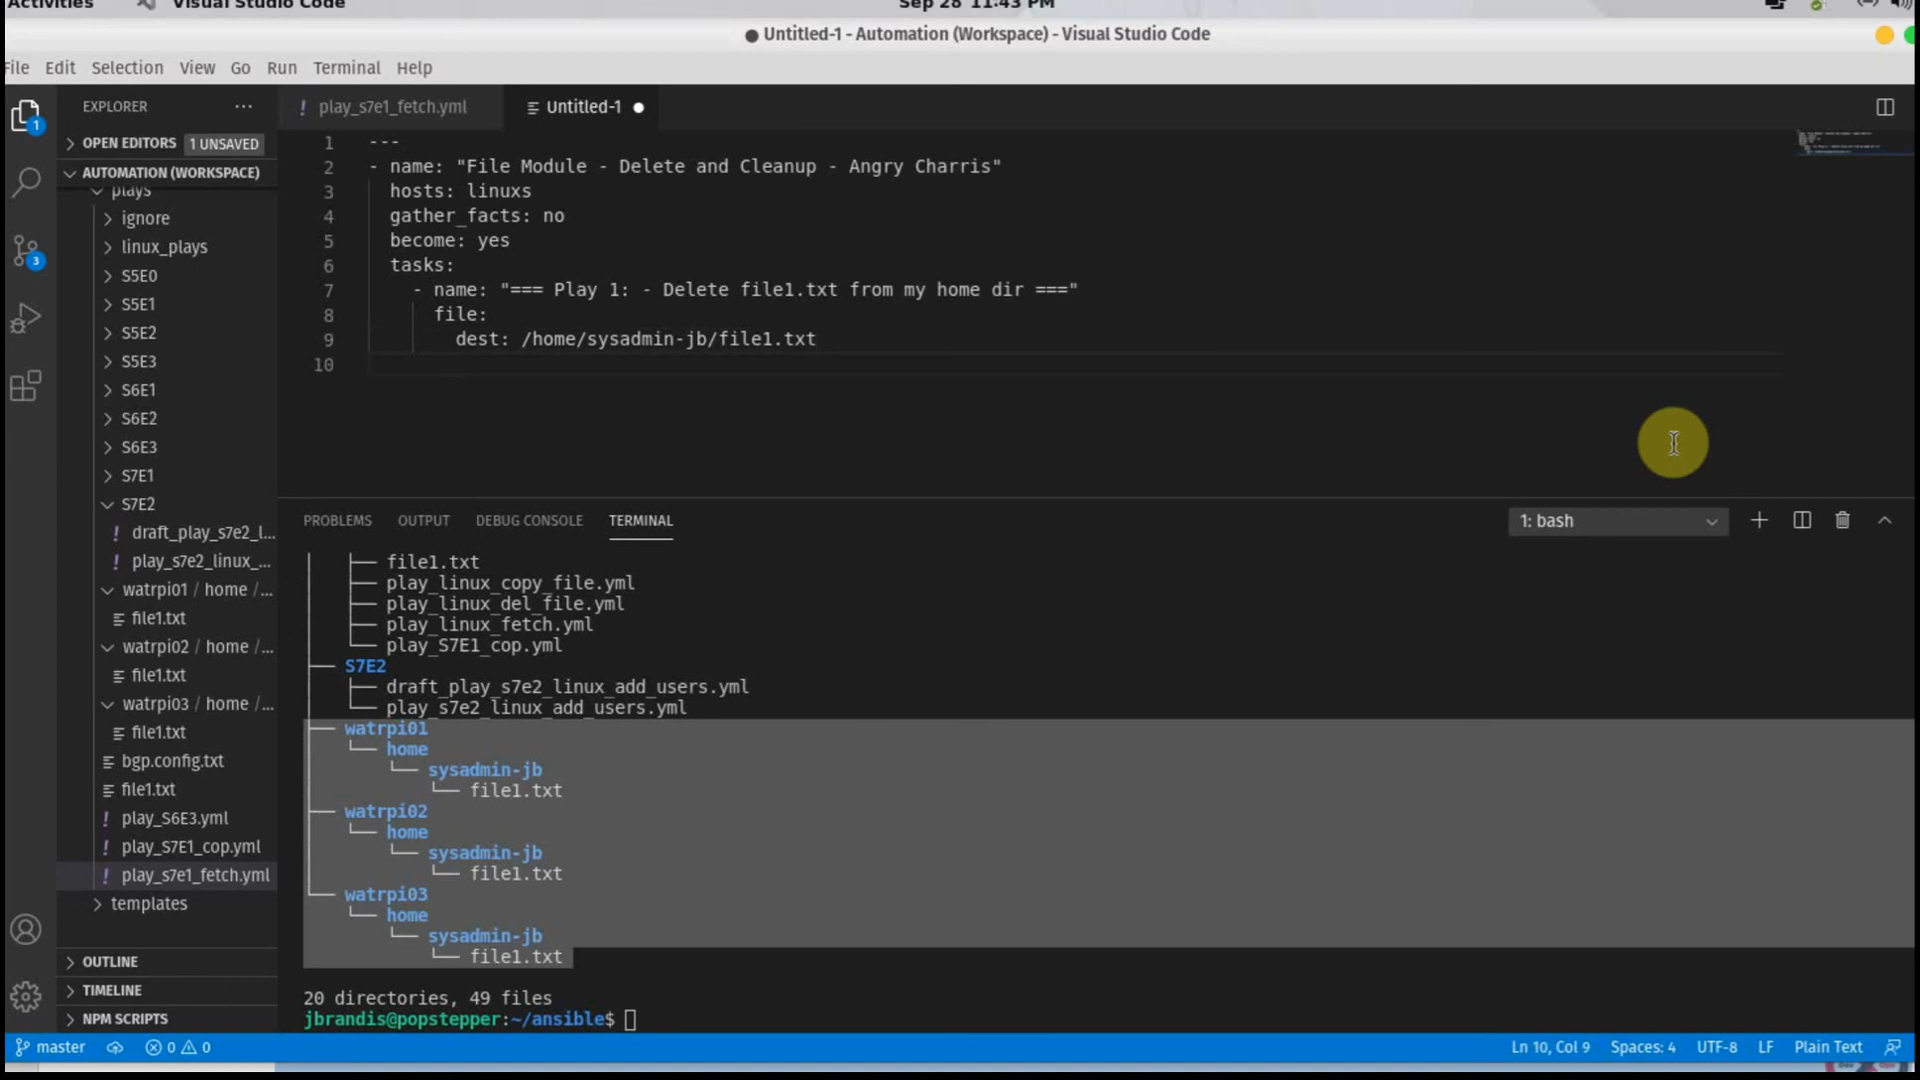 Activities Visual Studio Code Sep 28 11:43 PM
● Untitled-1 - Automation (Workspace) - Visual Studio Code
File Edit Selection View Go Run Terminal Help
EXPLORER ···
! play_s7e1_fetch.yml Untitled-1 ●
OPEN EDITORS 1 UNSAVED
AUTOMATION (WORKSPACE)
plays
ignore
linux_plays
S5E0
S5E1
S5E2
S5E3
S6E1
S6E2
S6E3
S7E1
S7E2
! draft_play_s7e2_l...
! play_s7e2_linux_...
watrpi01 / home /...
file1.txt
watrpi02 / home /...
file1.txt
watrpi03 / home /...
file1.txt
bgp.config.txt
file1.txt
! play_S6E3.yml
! play_S7E1_cop.yml
! play_s7e1_fetch.yml
templates
OUTLINE
TIMELINE
NPM SCRIPTS
1
3
1 ---
2 - name: "File Module - Delete and Cleanup - Angry Charris"
3 hosts: linuxs
4 gather_facts: no
5 become: yes
6 tasks:
7 - name: "=== Play 1: - Delete file1.txt from my home dir ==="
8 file:
9 dest: /home/sysadmin-jb/file1.txt
10
PROBLEMS OUTPUT DEBUG CONSOLE TERMINAL 1: bash
├── file1.txt
├── play_linux_copy_file.yml
├── play_linux_del_file.yml
├── play_linux_fetch.yml
└── play_S7E1_cop.yml
├── S7E2
├── draft_play_s7e2_linux_add_users.yml
└── play_s7e2_linux_add_users.yml
├── watrpi01
└── home
└── sysadmin-jb
└── file1.txt
├── watrpi02
└── home
└── sysadmin-jb
└── file1.txt
└── watrpi03
└── home
└── sysadmin-jb
└── file1.txt
20 directories, 49 files
jbrandis@popstepper:~/ansible$
master 0 0 Ln 10, Col 9 Spaces: 4 UTF-8 LF Plain Text